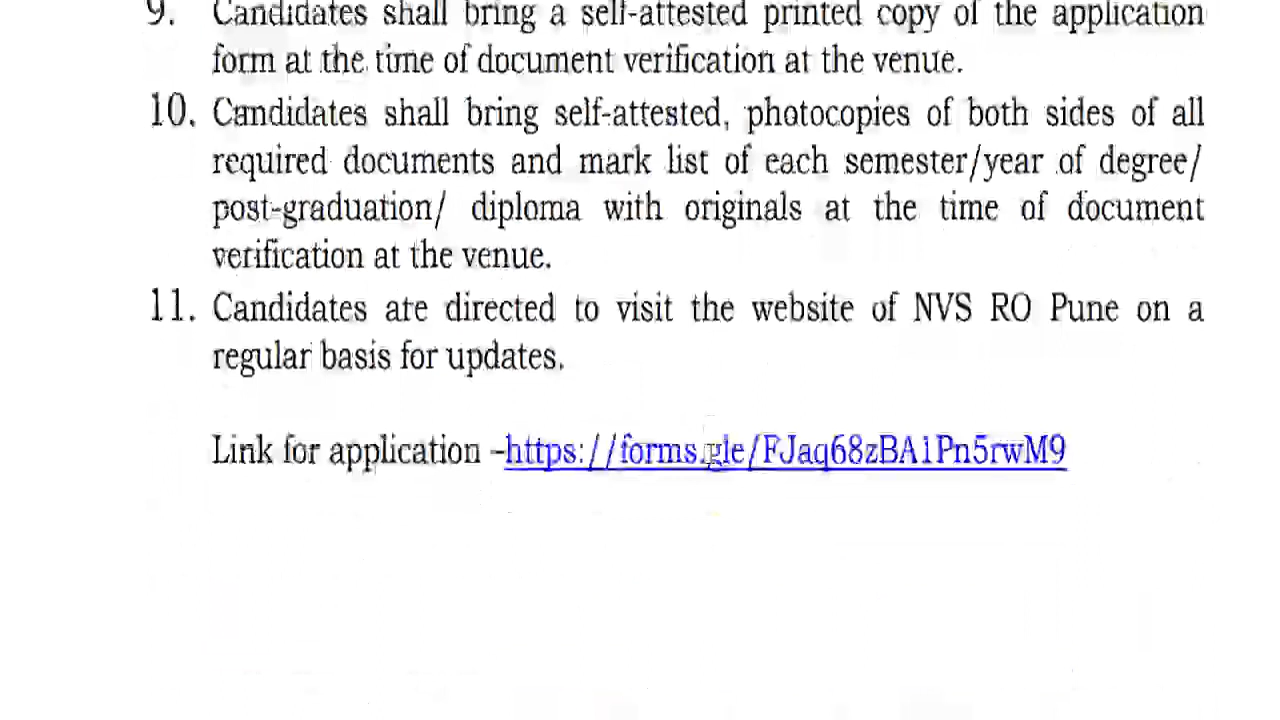 9. Candidates shall bring a self-attested printed copy of the application
form at the time of document verification at the venue.
10. Candidates shall bring self-attested, photocopies of both sides of all
required documents and mark list of each semester/year of degree/
post-graduation/ diploma with originals at the time of document
verification at the venue.
11. Candidates are directed to visit the website of NVS RO Pune on a
regular basis for updates.
Link for application -https://forms.gle/FJaq68zBA1Pn5rwM9